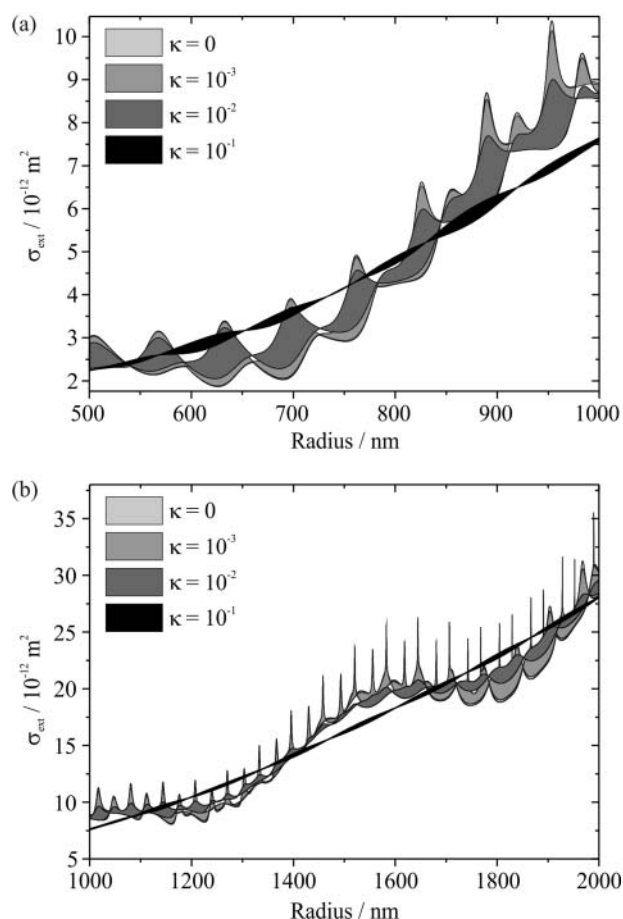 (a)
κ = 0
κ = 10⁻³
κ = 10⁻²
κ = 10⁻¹
10
9
8
7
6
5
4
3
2
σext / 10⁻¹² m²
500 600 700 800 900 1000
Radius / nm
(b)
κ = 0
κ = 10⁻³
κ = 10⁻²
κ = 10⁻¹
35
30
25
20
15
10
5
σext / 10⁻¹² m²
1000 1200 1400 1600 1800 2000
Radius / nm